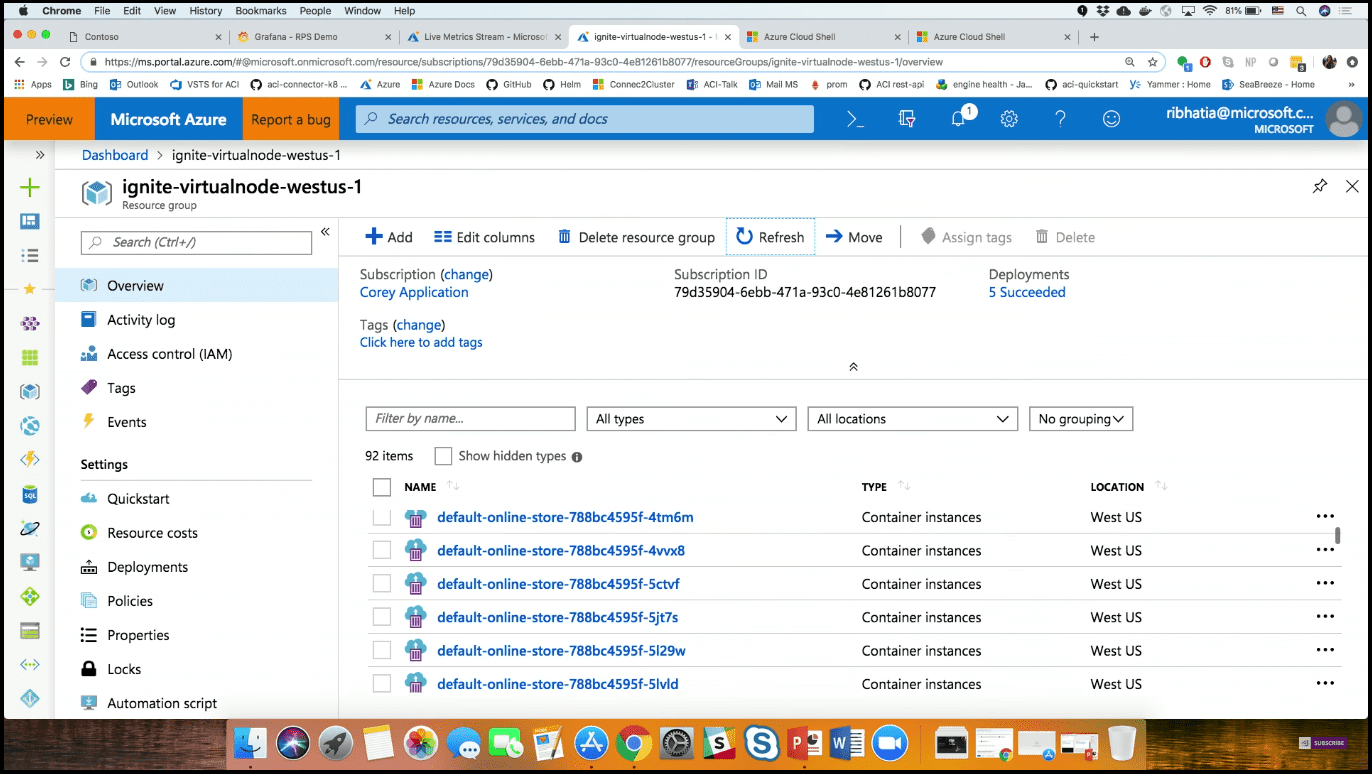 Chrome File Edit View History Bookmarks People Window Help 81%
Contoso Grafana - RPS Demo Live Metrics Stream - Microsof ignite-virtualnode-westus-1 - Azure Cloud Shell Azure Cloud Shell
https://ms.portal.azure.com/#@microsoft.onmicrosoft.com/resource/subscriptions/79d35904-6ebb-471a-93c0-4e81261b8077/resourceGroups/ignite-virtualnode-westus-1/overview
Apps Bing Outlook VSTS for ACI aci-connector-k8 ... Azure Azure Docs GitHub Helm Connec2Cluster ACI-Talk Mail MS prom ACI rest-api engine health - Ja... aci-quickstart Yammer : Home SeaBreeze - Home
Preview Microsoft Azure Report a bug Search resources, services, and docs 1 ribhatia@microsoft.c...
MICROSOFT
Dashboard > ignite-virtualnode-westus-1
ignite-virtualnode-westus-1
Resource group
Search (Ctrl+/)
Add Edit columns Delete resource group Refresh Move Assign tags Delete
Overview
Activity log
Access control (IAM)
Tags
Events
Settings
Quickstart
Resource costs
Deployments
Policies
Properties
Locks
Automation script
Subscription (change) Subscription ID Deployments
Corey Application 79d35904-6ebb-471a-93c0-4e81261b8077 5 Succeeded
Tags (change)
Click here to add tags
Filter by name... All types All locations No grouping
92 items Show hidden types
NAME TYPE LOCATION
default-online-store-788bc4595f-4tm6m Container instances West US
default-online-store-788bc4595f-4vvx8 Container instances West US
default-online-store-788bc4595f-5ctvf Container instances West US
default-online-store-788bc4595f-5jt7s Container instances West US
default-online-store-788bc4595f-5l29w Container instances West US
default-online-store-788bc4595f-5lvld Container instances West US
SUBSCRIBE